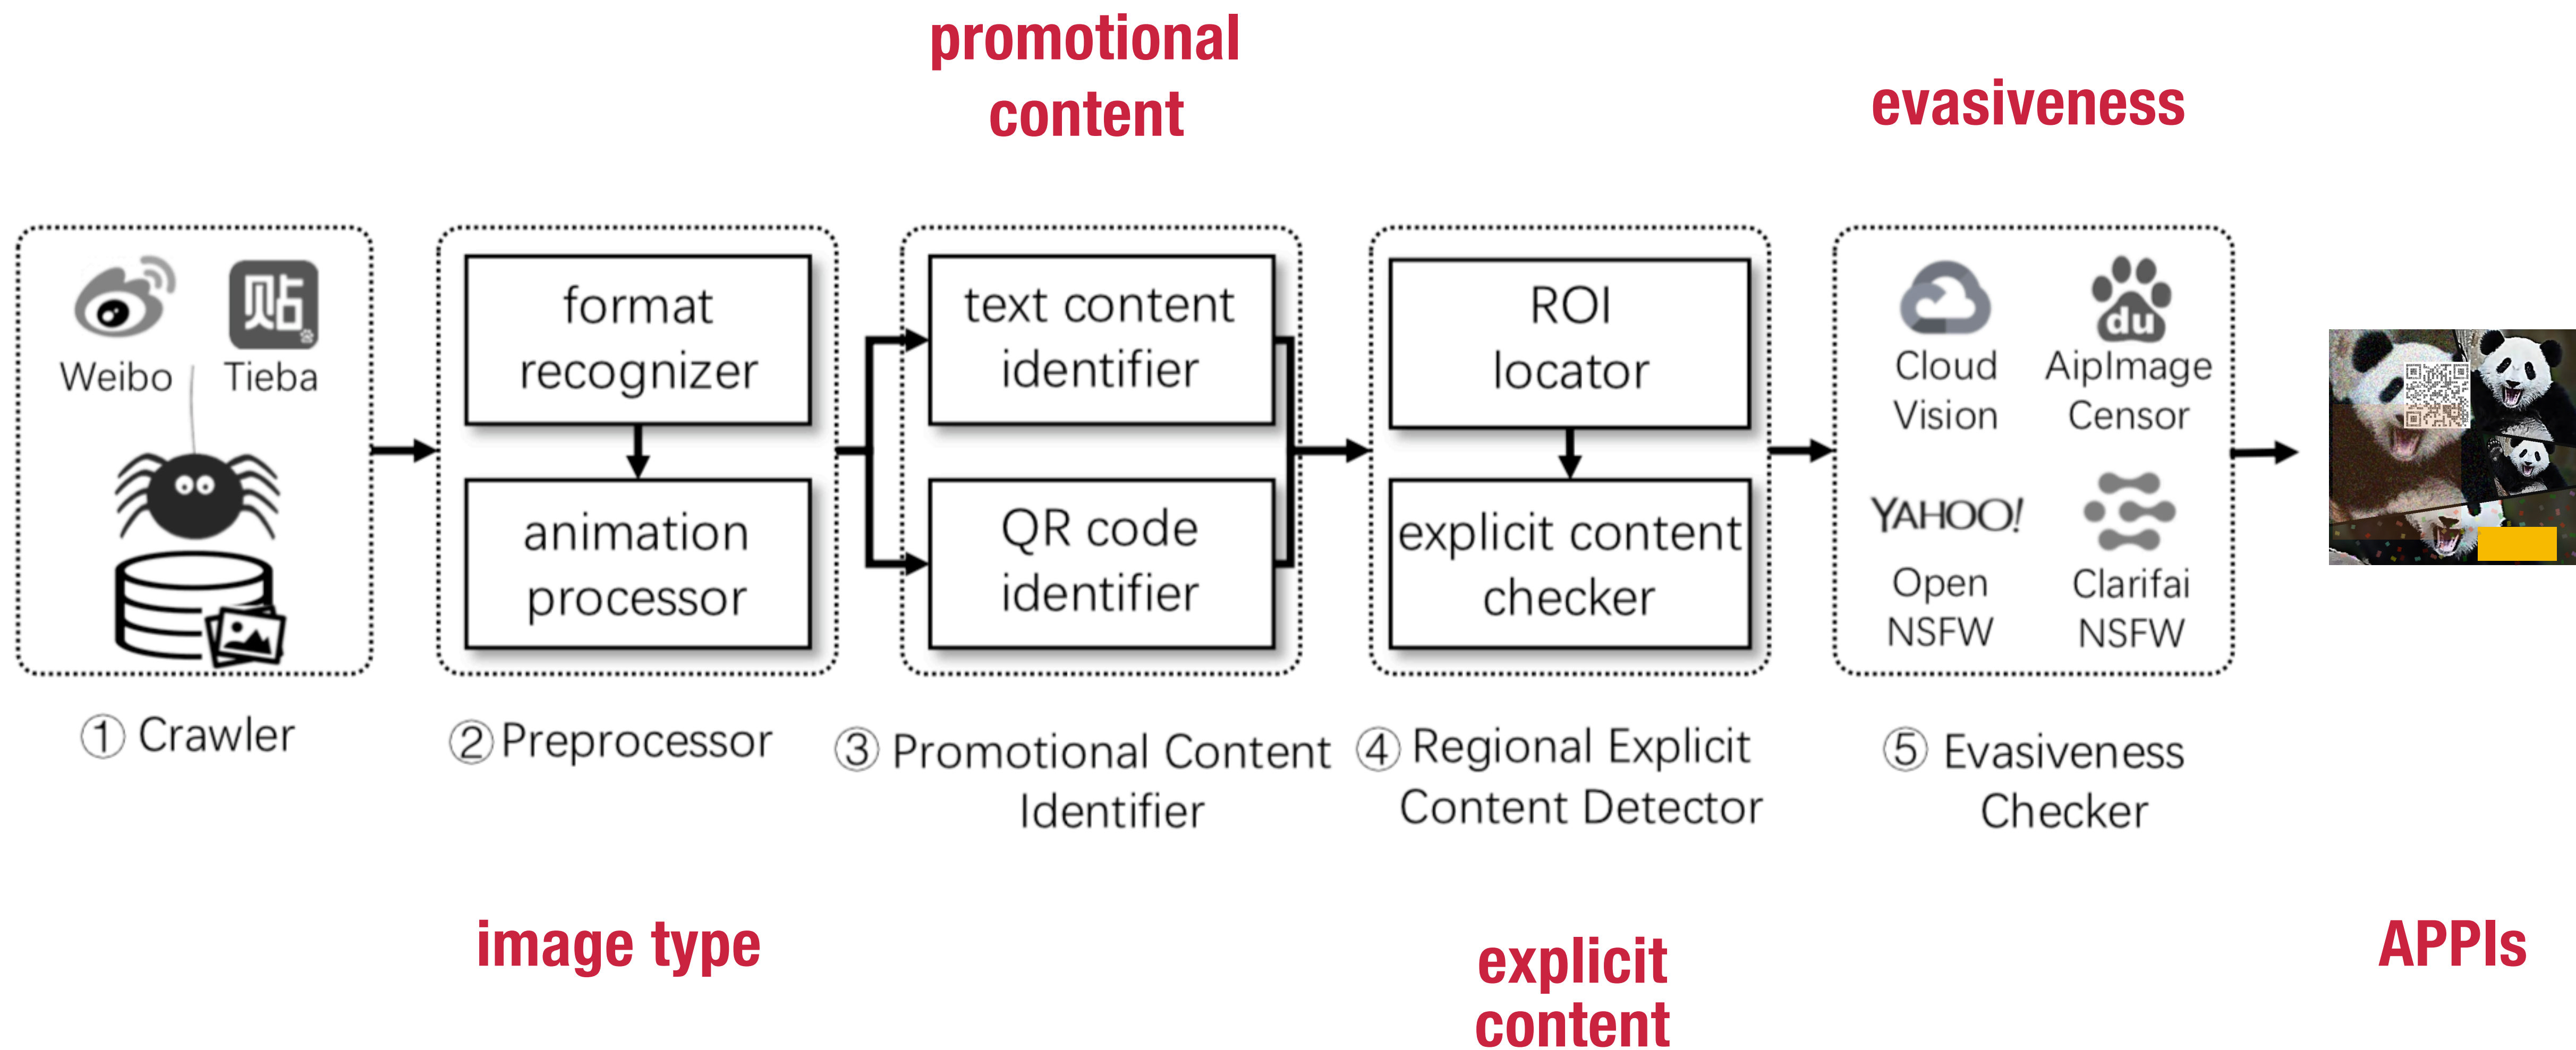 promotional
content
evasiveness
贴
Weibo
Tieba
format
recognizer
animation
processor
text content
identifier
QR code
identifier
ROI
locator
explicit content
checker
Cloud
Vision
du
AipImage
Censor
YAHOO!
Open
NSFW
Clarifai
NSFW
① Crawler
② Preprocessor
③ Promotional Content
Identifier
④ Regional Explicit
Content Detector
⑤ Evasiveness
Checker
image type
explicit
content
APPIs